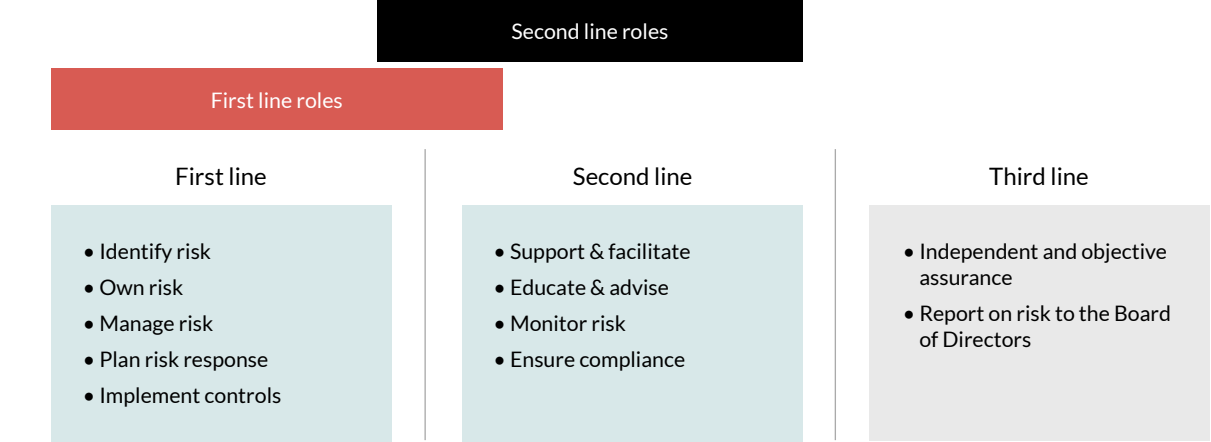 Second line roles
First line roles
First line
• Identify risk
• Own risk
• Manage risk
• Plan risk response
• Implement controls
Second line
• Support & facilitate
• Educate & advise
• Monitor risk
• Ensure compliance
Third line
• Independent and objective
assurance
• Report on risk to the Board
of Directors